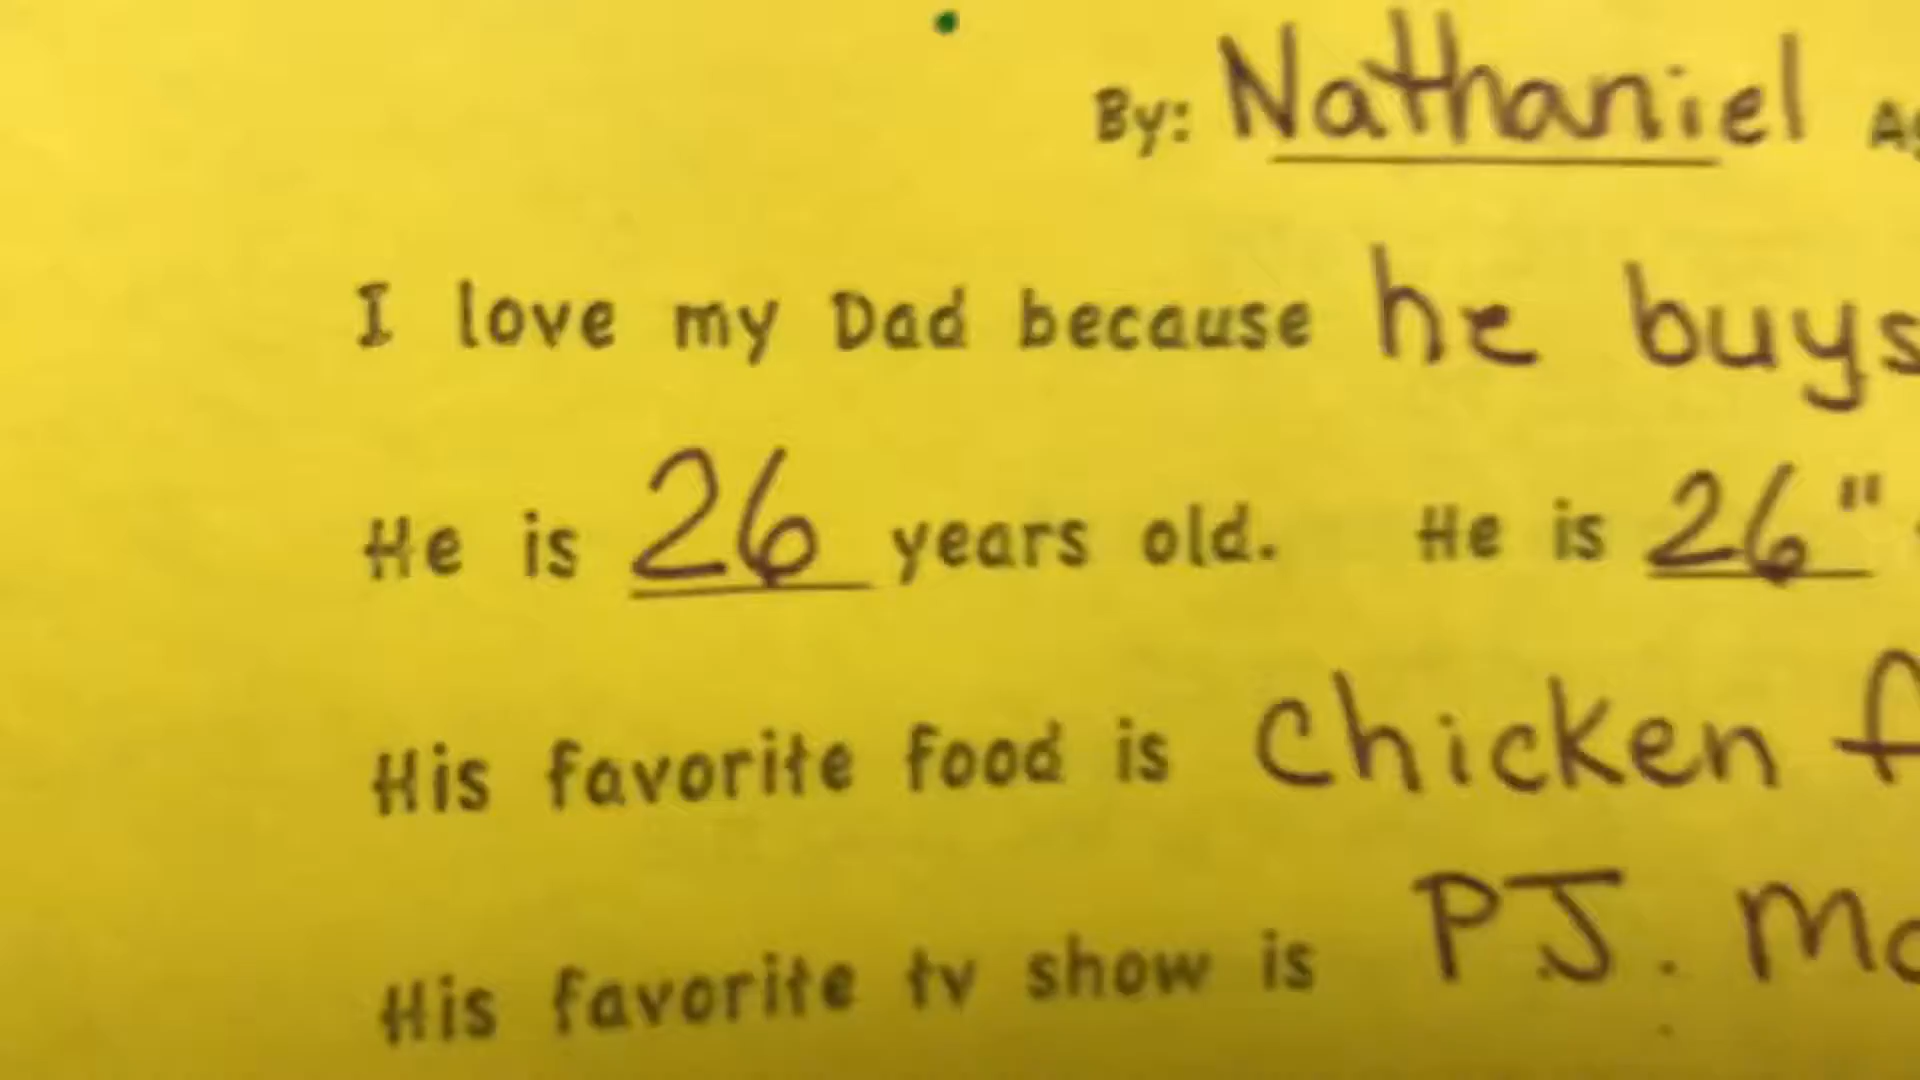 By: Nathaniel
I love my Dad because he buys
He is 26 years old. He is 26"
His favorite food is chicken
His favorite tv show is PJ.